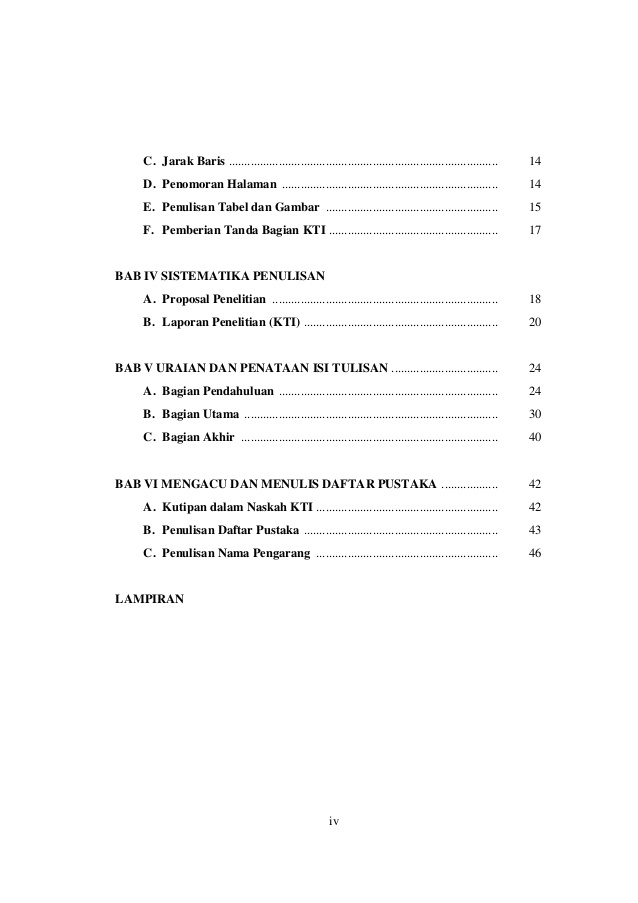 C. Jarak Baris ........................................................................................ 14
D. Penomoran Halaman ...................................................................... 14
E. Penulisan Tabel dan Gambar ........................................................ 15
F. Pemberian Tanda Bagian KTI ....................................................... 17
BAB IV SISTEMATIKA PENULISAN
A. Proposal Penelitian ......................................................................... 18
B. Laporan Penelitian (KTI) ............................................................... 20
BAB V URAIAN DAN PENATAAN ISI TULISAN .................................. 24
A. Bagian Pendahuluan ....................................................................... 24
B. Bagian Utama .................................................................................. 30
C. Bagian Akhir ................................................................................... 40
BAB VI MENGACU DAN MENULIS DAFTAR PUSTAKA .................. 42
A. Kutipan dalam Naskah KTI ........................................................... 42
B. Penulisan Daftar Pustaka ............................................................... 43
C. Penulisan Nama Pengarang ........................................................... 46
LAMPIRAN
iv